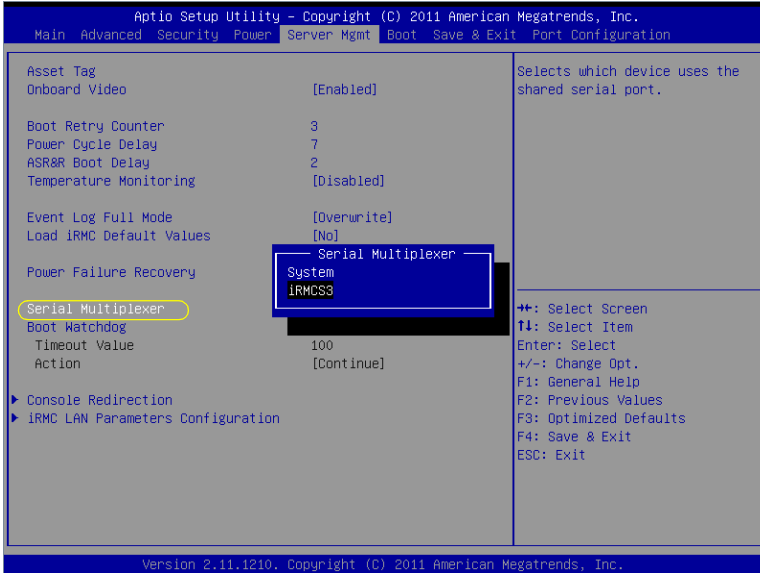 Aptio Setup Utility – Copyright (C) 2011 American Megatrends, Inc.
Main Advanced Security Power Server Mgmt Boot Save & Exit Port Configuration
Asset Tag
Onboard Video [Enabled]
Boot Retry Counter 3
Power Cycle Delay 7
ASR&R Boot Delay 2
Temperature Monitoring [Disabled]
Event Log Full Mode [Overwrite]
Load iRMC Default Values [No]
Power Failure Recovery
Serial Multiplexer
Boot Watchdog
Timeout Value 100
Action [Continue]
Console Redirection
iRMC LAN Parameters Configuration
Serial Multiplexer
System
iRMCS3
Selects which device uses the
shared serial port.
→←: Select Screen
↑↓: Select Item
Enter: Select
+/-: Change Opt.
F1: General Help
F2: Previous Values
F3: Optimized Defaults
F4: Save & Exit
ESC: Exit
Version 2.11.1210. Copyright (C) 2011 American Megatrends, Inc.